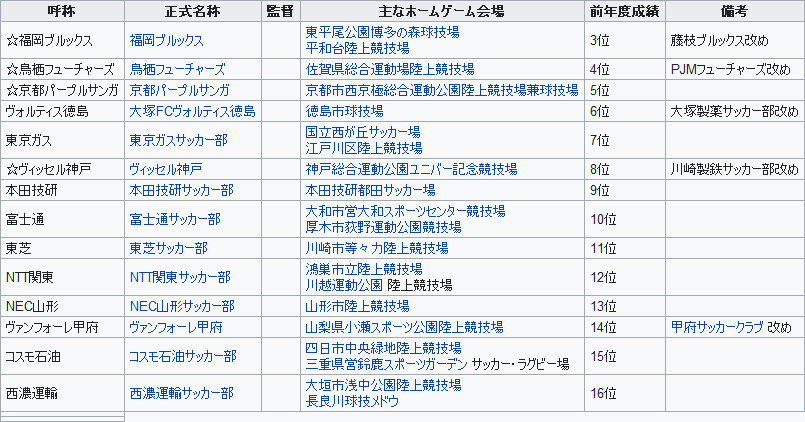 呼称 正式名称 監督 主なホームゲーム会場 前年度成績 備考
☆福岡ブルックス 福岡ブルックス 東平尾公園博多の森球技場 3位 藤枝ブルックス改め
平和台陸上競技場
☆鳥栖フューチャーズ 鳥栖フューチャーズ 佐賀県総合運動場陸上競技場 4位 PJMフューチャーズ改め
☆京都パープルサンガ 京都パープルサンガ 京都市西京極総合運動公園陸上競技場兼球技場 5位
ヴォルティス徳島 大塚FCヴォルティス徳島 徳島市球技場 6位 大塚製薬サッカー部改め
東京ガス 東京ガスサッカー部 国立西が丘サッカー場 7位
江戸川区陸上競技場
☆ヴィッセル神戸 ヴィッセル神戸 神戸総合運動公園ユニバー記念競技場 8位 川崎製鉄サッカー部改め
本田技研 本田技研サッカー部 本田技研都田サッカー場 9位
富士通 富士通サッカー部 大和市営大和スポーツセンター競技場 10位
厚木市荻野運動公園競技場
東芝 東芝サッカー部 川崎市等々力陸上競技場 11位
NTT関東 NTT関東サッカー部 鴻巣市立陸上競技場 12位
川越運動公園 陸上競技場
NEC山形 NEC山形サッカー部 山形市陸上競技場 13位
ヴァンフォーレ甲府 ヴァンフォーレ甲府 山梨県小瀬スポーツ公園陸上競技場 14位 甲府サッカークラブ 改め
コスモ石油 コスモ石油サッカー部 四日市市中央緑地陸上競技場 15位
三重県営鈴鹿スポーツガーデン サッカー・ラグビー場
西濃運輸 西濃運輸サッカー部 大垣市浅中公園陸上競技場 16位
長良川球技メドウ